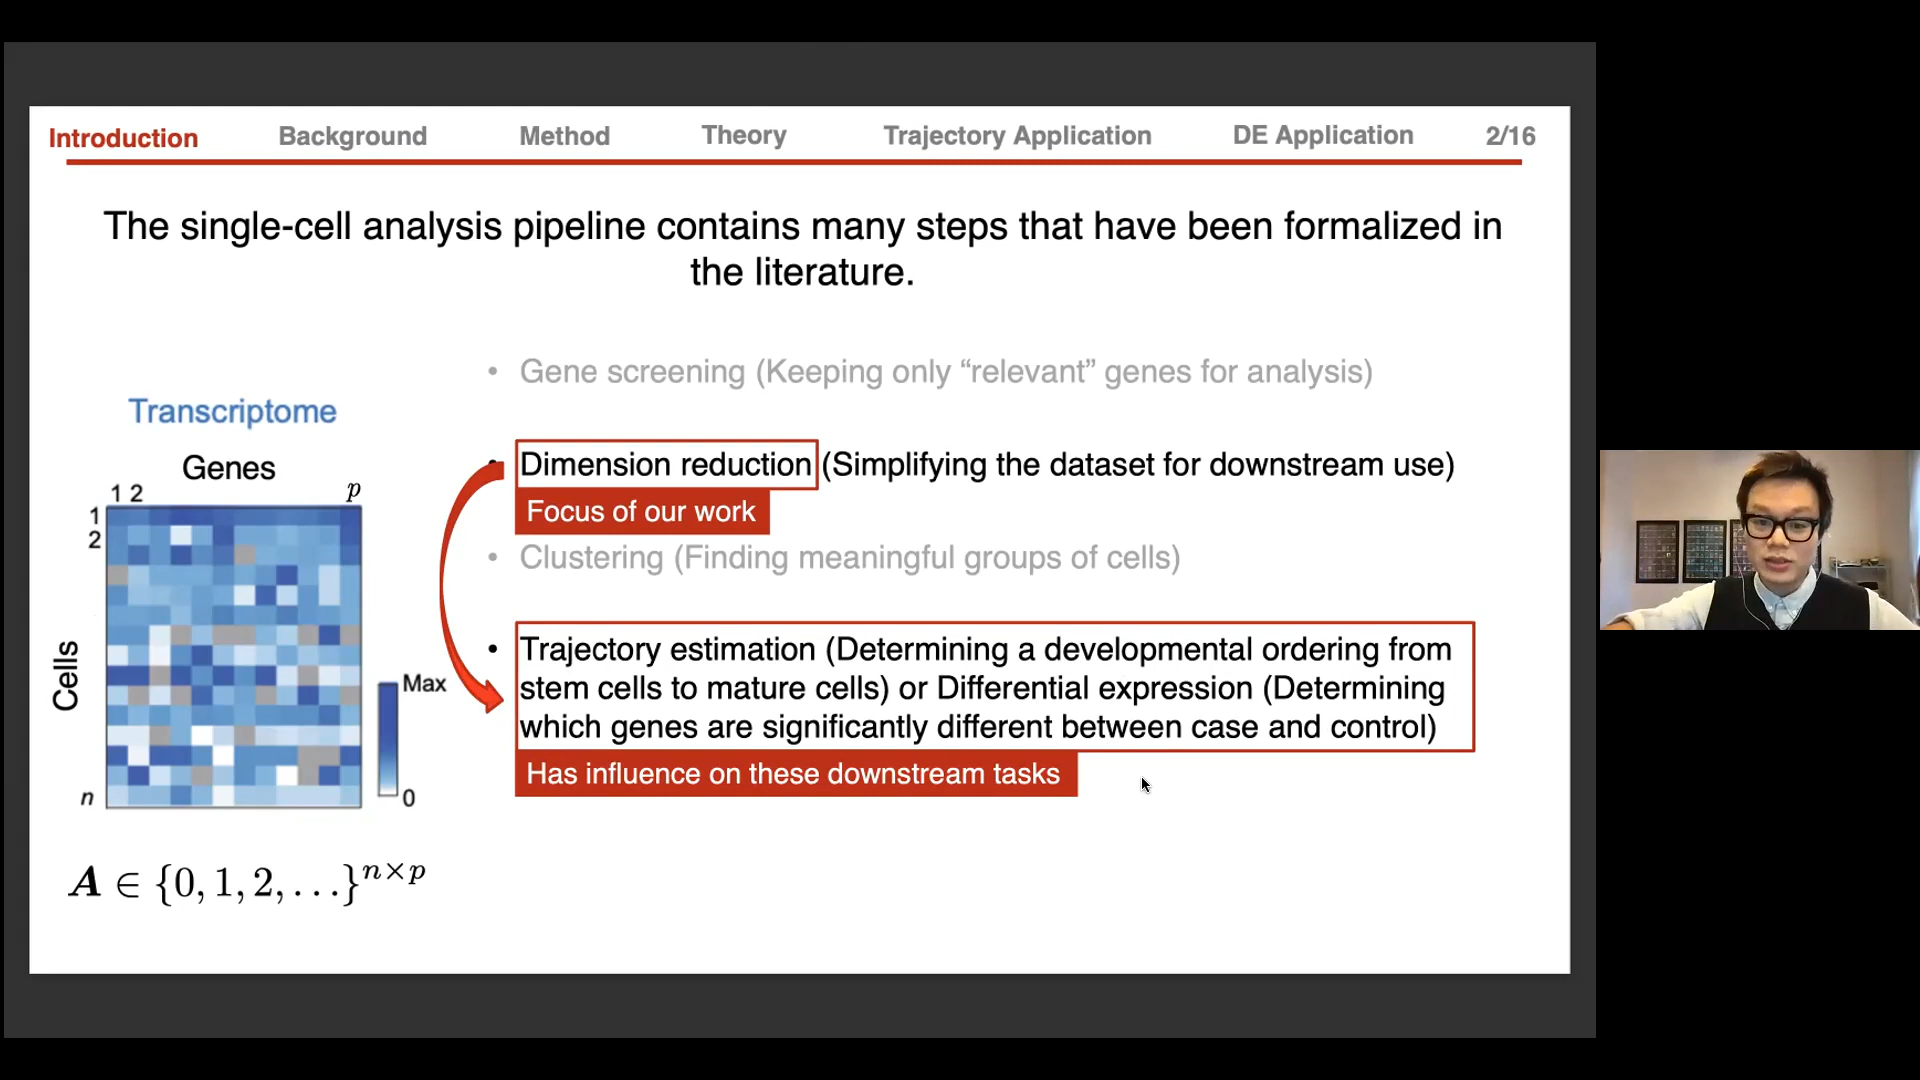 Introduction Background Method Theory Trajectory Application DE Application 2/16
The single-cell analysis pipeline contains many steps that have been formalized in
the literature.
• Gene screening (Keeping only “relevant” genes for analysis)
Transcriptome
Genes
1 2 p
1
2
Cells
n
Max
0
A ∈ {0, 1, 2, . . .}^{n×p}
• Dimension reduction (Simplifying the dataset for downstream use)
Focus of our work
• Clustering (Finding meaningful groups of cells)
• Trajectory estimation (Determining a developmental ordering from
stem cells to mature cells) or Differential expression (Determining
which genes are significantly different between case and control)
Has influence on these downstream tasks